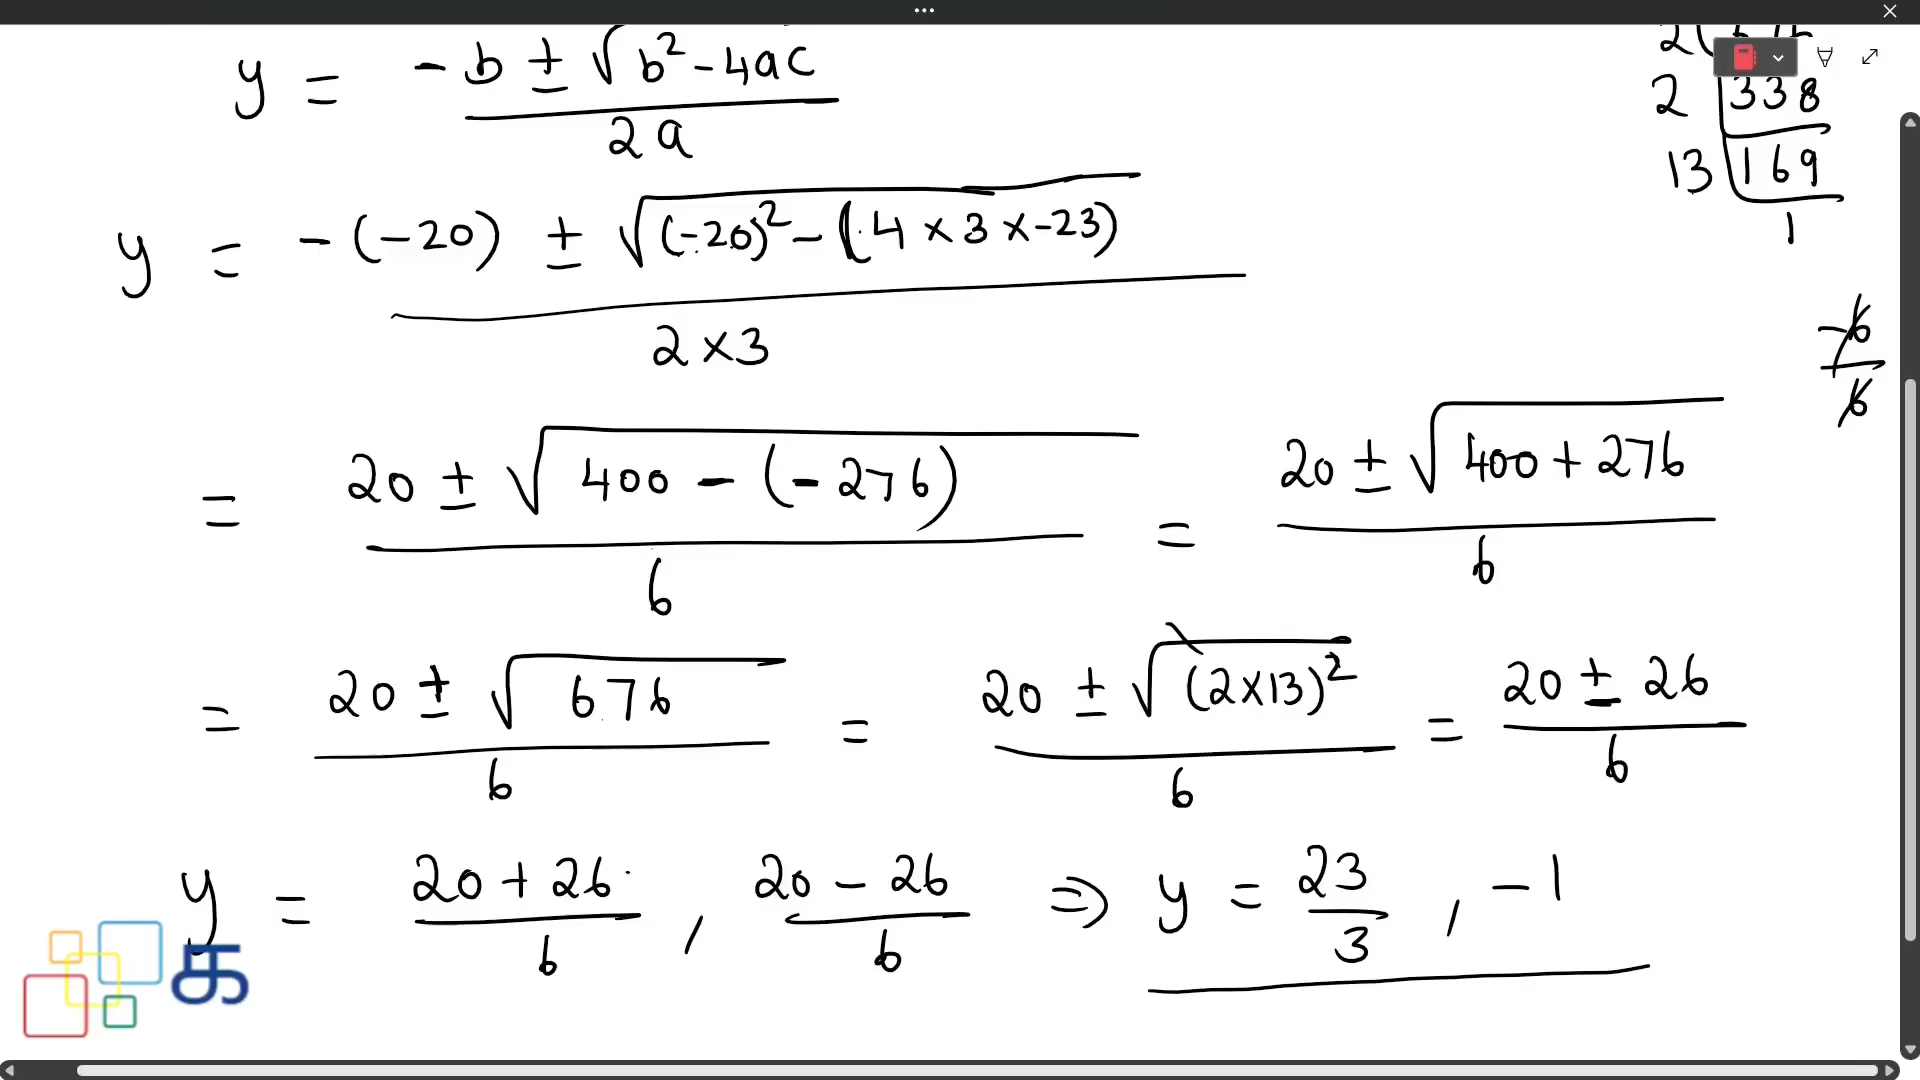 y = -b ± √b² - 4ac / 2a
2 | 338
13 | 169
1
y = -(-20) ± √(-20)² - (4 × 3 × -23) / 2 × 3
-6 / 6
= 20 ± √400 - (-276) / 6 = 20 ± √400 + 276 / 6
= 20 ± √676 / 6 = 20 ± √(2×13)² / 6 = 20 ± 26 / 6
y = 20 + 26 / 6 , 20 - 26 / 6 ⇒ y = 23 / 3 , -1